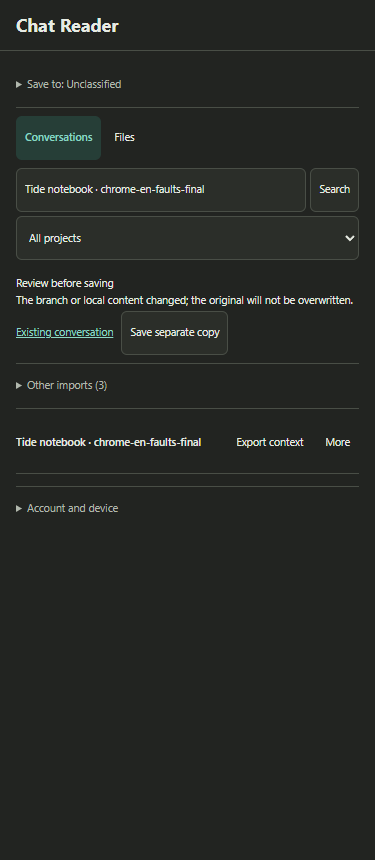 Chat Reader
▶ Save to: Unclassified
Conversations Files
Tide notebook · chrome-en-faults-final Search
All projects
Review before saving
The branch or local content changed; the original will not be overwritten.
Existing conversation Save separate copy
▶ Other imports (3)
Tide notebook · chrome-en-faults-final Export context More
▶ Account and device